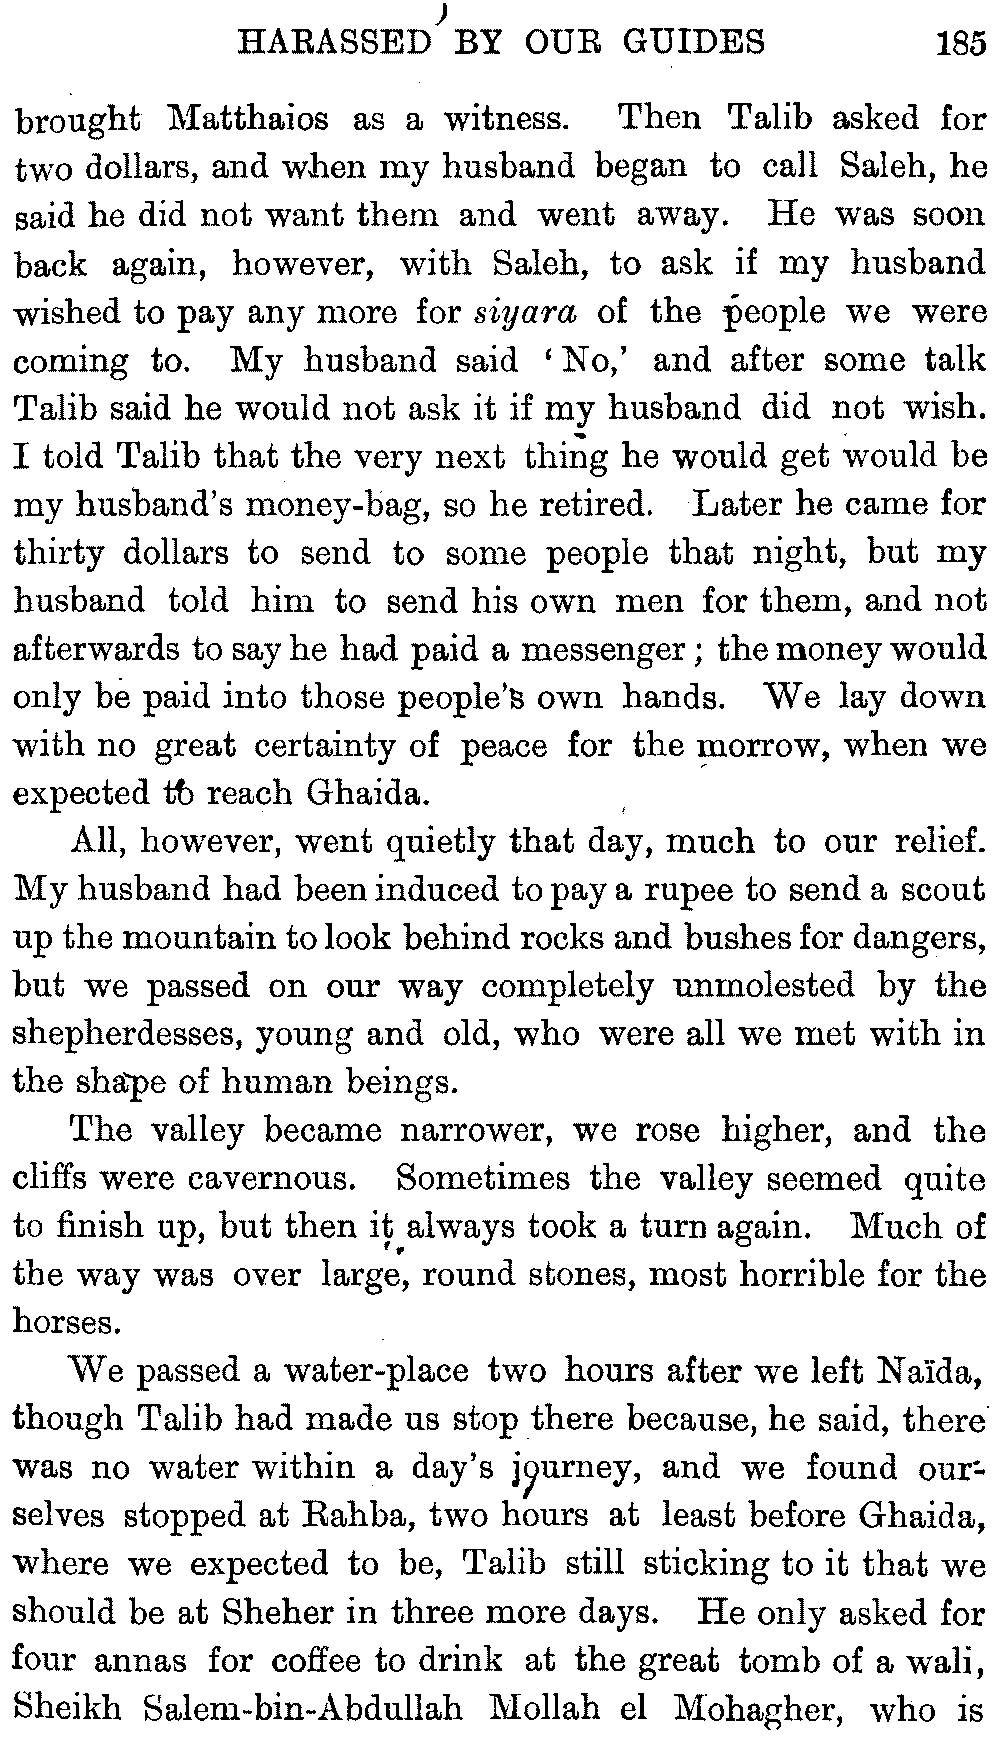 HARASSED BY OUR GUIDES 185
brought Matthaios as a witness. Then Talib asked for
two dollars, and when my husband began to call Saleh, he
said he did not want them and went away. He was soon
back again, however, with Saleh, to ask if my husband
wished to pay any more for siyara of the people we were
coming to. My husband said ‘No,’ and after some talk
Talib said he would not ask it if my husband did not wish.
I told Talib that the very next thing he would get would be
my husband's money-bag, so he retired. Later he came for
thirty dollars to send to some people that night, but my
husband told him to send his own men for them, and not
afterwards to say he had paid a messenger; the money would
only be paid into those people's own hands. We lay down
with no great certainty of peace for the morrow, when we
expected to reach Ghaida.
All, however, went quietly that day, much to our relief.
My husband had been induced to pay a rupee to send a scout
up the mountain to look behind rocks and bushes for dangers,
but we passed on our way completely unmolested by the
shepherdesses, young and old, who were all we met with in
the shape of human beings.
The valley became narrower, we rose higher, and the
cliffs were cavernous. Sometimes the valley seemed quite
to finish up, but then it always took a turn again. Much of
the way was over large, round stones, most horrible for the
horses.
We passed a water-place two hours after we left Naïda,
though Talib had made us stop there because, he said, there
was no water within a day's journey, and we found our-
selves stopped at Rahba, two hours at least before Ghaida,
where we expected to be, Talib still sticking to it that we
should be at Sheher in three more days. He only asked for
four annas for coffee to drink at the great tomb of a wali,
Sheikh Salem-bin-Abdullah Mollah el Mohagher, who is